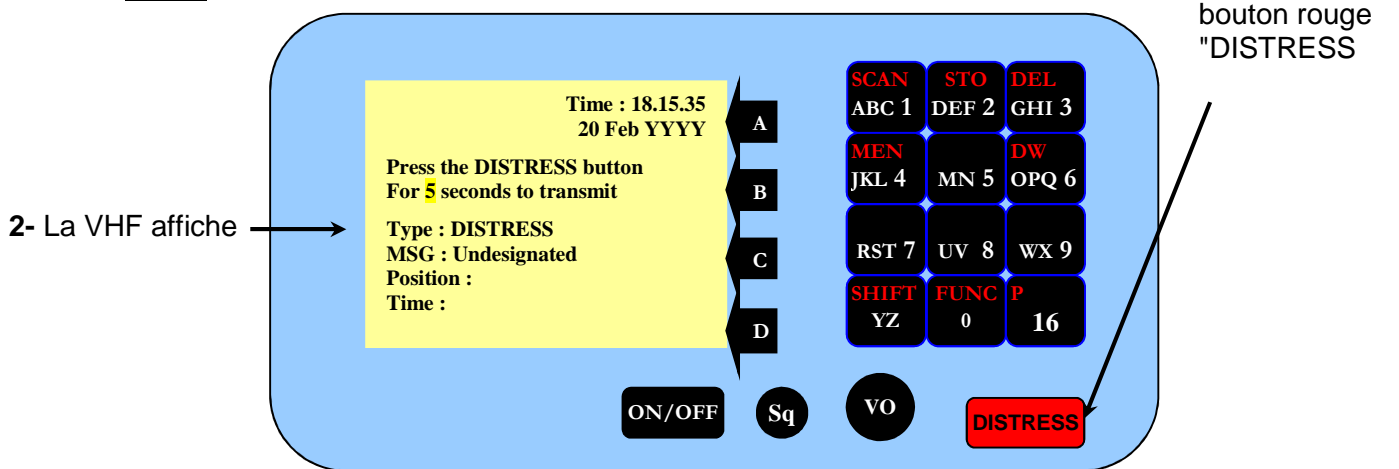 bouton rouge
"DISTRESS
Time : 18.15.35
20 Feb YYYY
Press the DISTRESS button
For 5 seconds to transmit
Type : DISTRESS
MSG : Undesignated
Position :
Time :
2- La VHF affiche
A
B
C
D
SCAN STO DEL
ABC 1 DEF 2 GHI 3
MEN DW
JKL 4 MN 5 OPQ 6
RST 7 UV 8 WX 9
SHIFT FUNC P
YZ 0 16
ON/OFF Sq VO DISTRESS